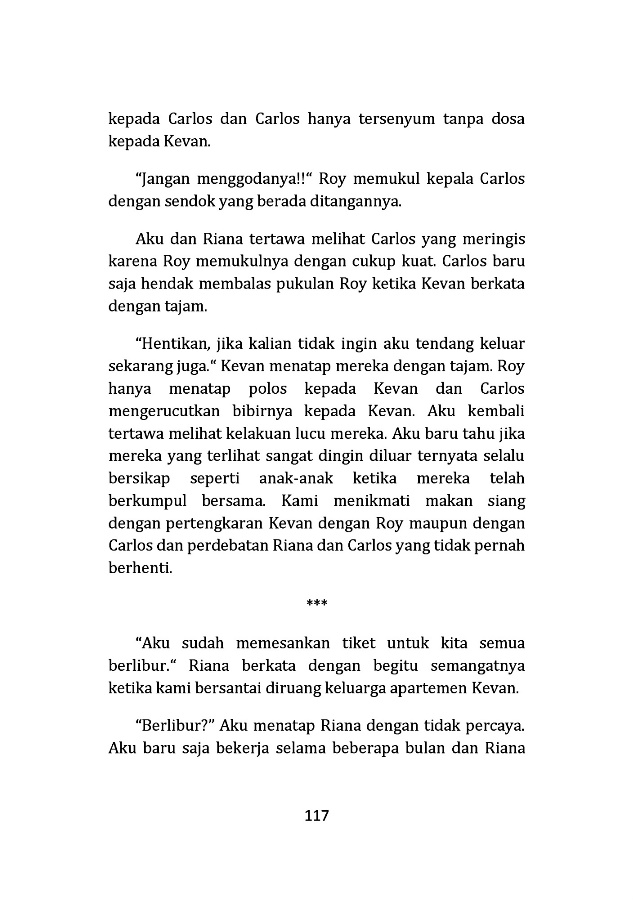 kepada Carlos dan Carlos hanya tersenyum tanpa dosa
kepada Kevan.
“Jangan menggodanya!!“ Roy memukul kepala Carlos
dengan sendok yang berada ditangannya.
Aku dan Riana tertawa melihat Carlos yang meringis
karena Roy memukulnya dengan cukup kuat. Carlos baru
saja hendak membalas pukulan Roy ketika Kevan berkata
dengan tajam.
“Hentikan, jika kalian tidak ingin aku tendang keluar
sekarang juga.“ Kevan menatap mereka dengan tajam. Roy
hanya menatap polos kepada Kevan dan Carlos
mengerucutkan bibirnya kepada Kevan. Aku kembali
tertawa melihat kelakuan lucu mereka. Aku baru tahu jika
mereka yang terlihat sangat dingin diluar ternyata selalu
bersikap seperti anak-anak ketika mereka telah
berkumpul bersama. Kami menikmati makan siang
dengan pertengkaran Kevan dengan Roy maupun dengan
Carlos dan perdebatan Riana dan Carlos yang tidak pernah
berhenti.
***
“Aku sudah memesankan tiket untuk kita semua
berlibur.“ Riana berkata dengan begitu semangatnya
ketika kami bersantai diruang keluarga apartemen Kevan.
“Berlibur?” Aku menatap Riana dengan tidak percaya.
Aku baru saja bekerja selama beberapa bulan dan Riana
117